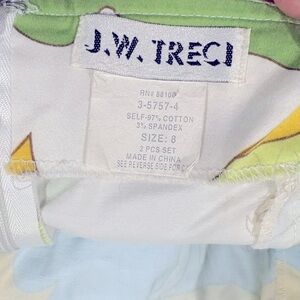 J.W. TRECI
RN# 88100
3-5757-4
SELF-97% COTTON
3% SPANDEX
SIZE: 8
2 PCS SET
MADE IN CHINA
SEE REVERSE SIDE FOR